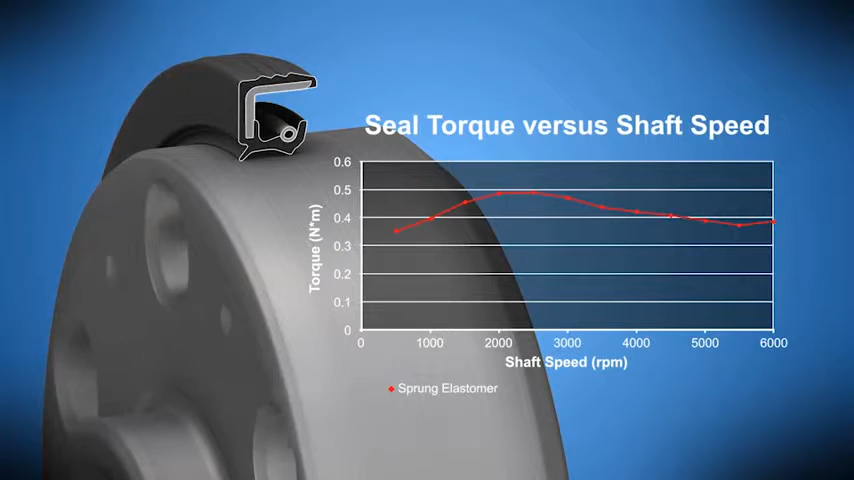 Seal Torque versus Shaft Speed
0.6
0.5
0.4
0.3
0.2
0.1
0
Torque (N*m)
0 1000 2000 3000 4000 5000 6000
Shaft Speed (rpm)
Sprung Elastomer